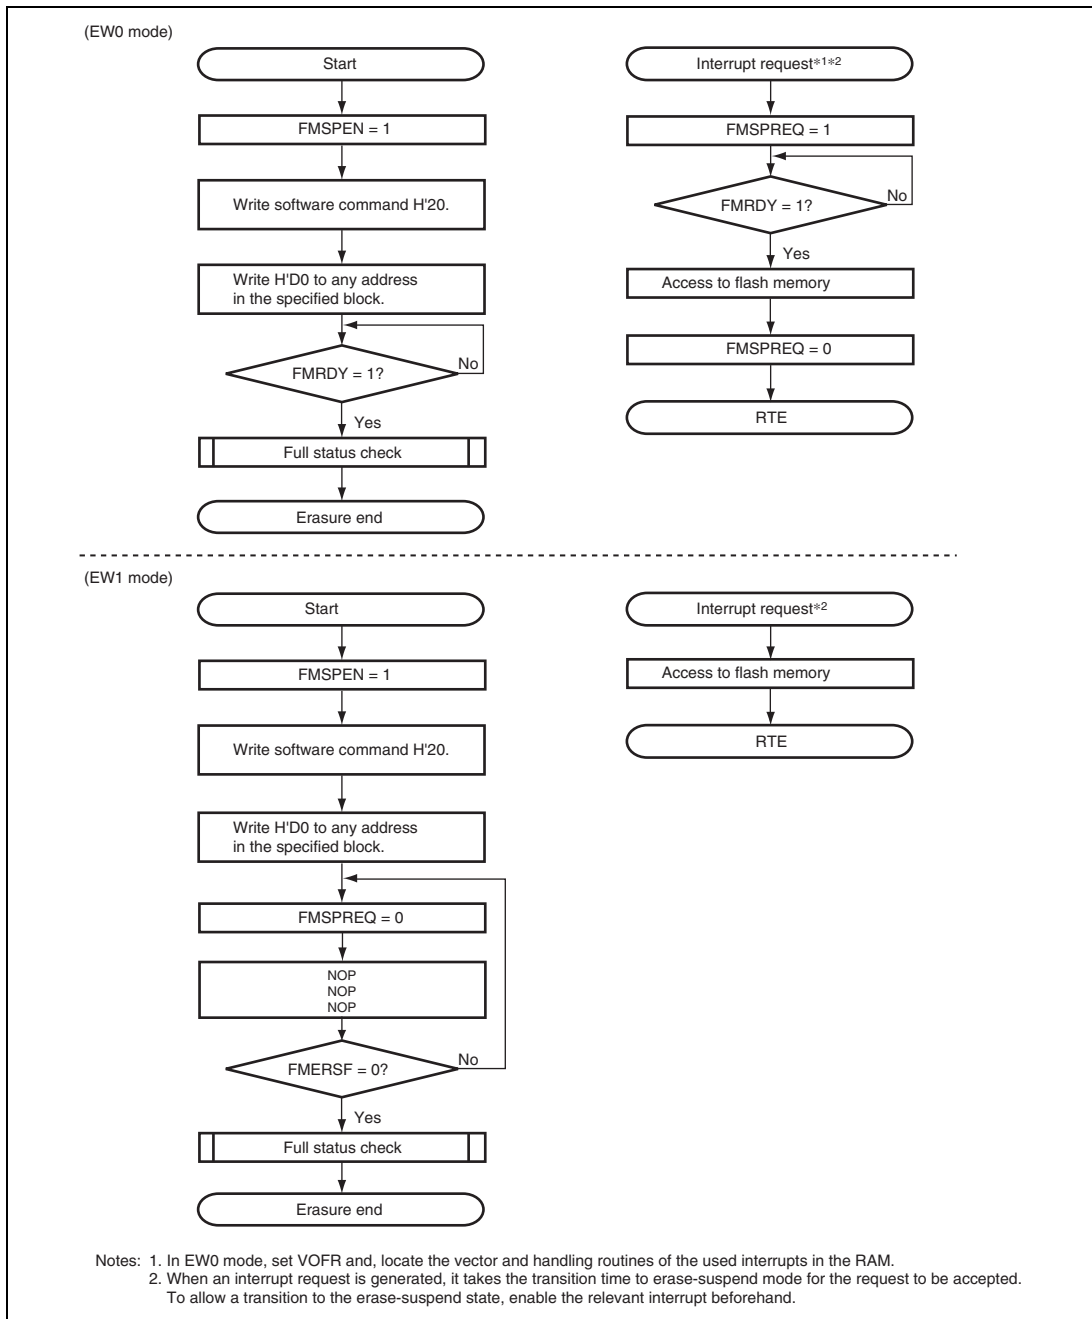 (EW0 mode)
Start
FMSPEN = 1
Write software command H'20.
Write H'D0 to any address
in the specified block.
FMRDY = 1?
No
Yes
Full status check
Erasure end
Interrupt request*1*2
FMSPREQ = 1
FMRDY = 1?
No
Yes
Access to flash memory
FMSPREQ = 0
RTE
(EW1 mode)
Start
FMSPEN = 1
Write software command H'20.
Write H'D0 to any address
in the specified block.
FMSPREQ = 0
NOP
NOP
NOP
FMERSF = 0?
No
Yes
Full status check
Erasure end
Interrupt request*2
Access to flash memory
RTE
Notes: 1. In EW0 mode, set VOFR and, locate the vector and handling routines of the used interrupts in the RAM.
2. When an interrupt request is generated, it takes the transition time to erase-suspend mode for the request to be accepted.
To allow a transition to the erase-suspend state, enable the relevant interrupt beforehand.